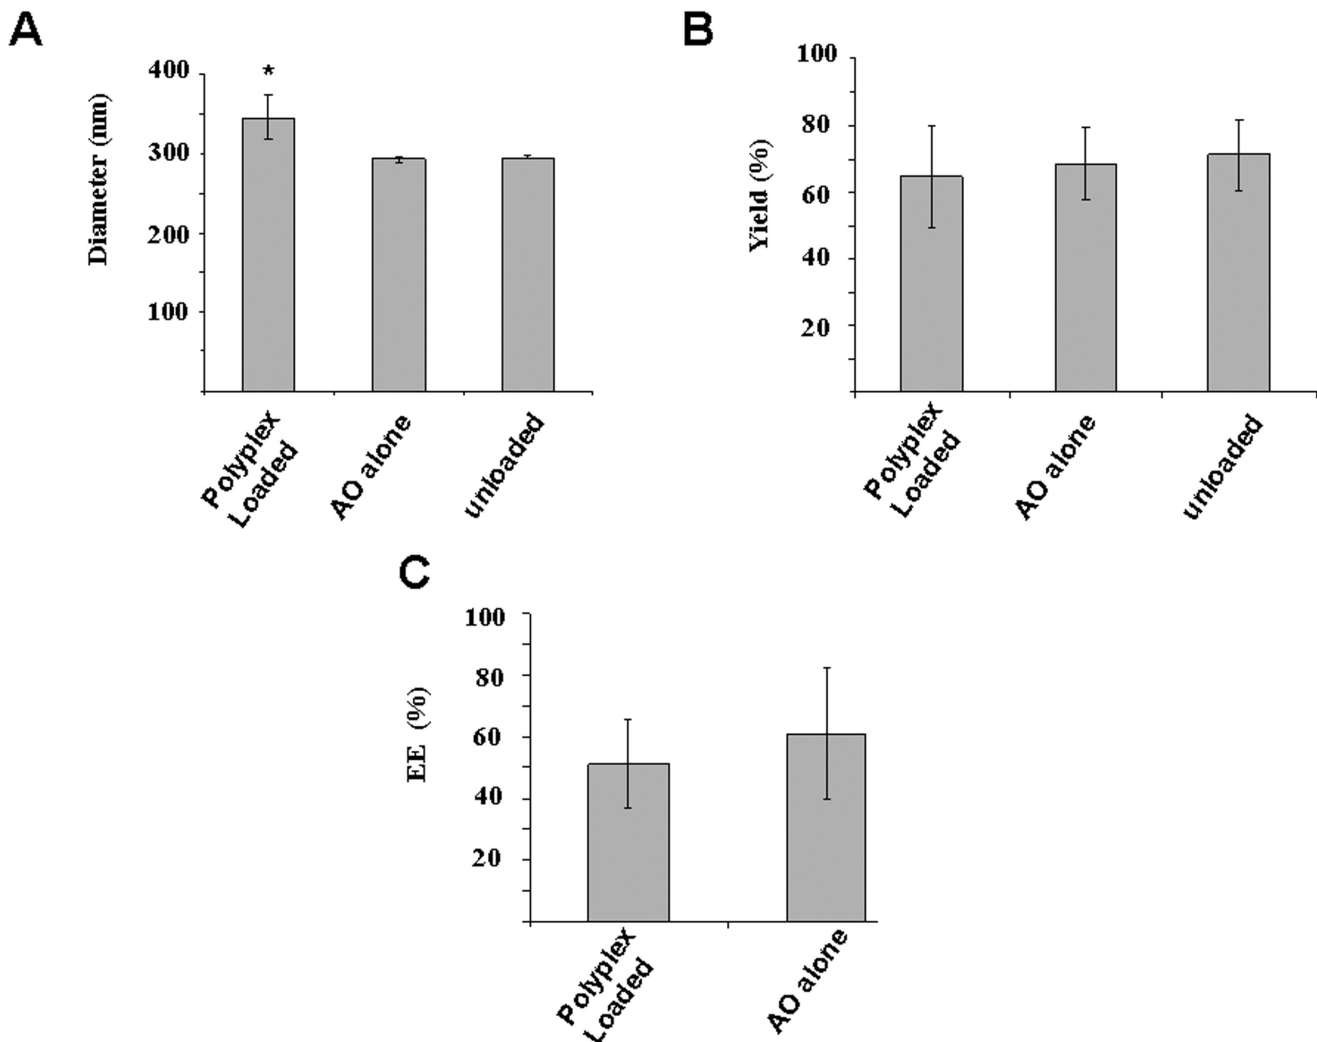 A
Diameter (nm)
400
300
200
100
*
Polyplex
Loaded
AO alone
unloaded
B
Yield (%)
100
80
60
40
20
Polyplex
Loaded
AO alone
unloaded
C
EE (%)
100
80
60
40
20
Polyplex
Loaded
AO alone